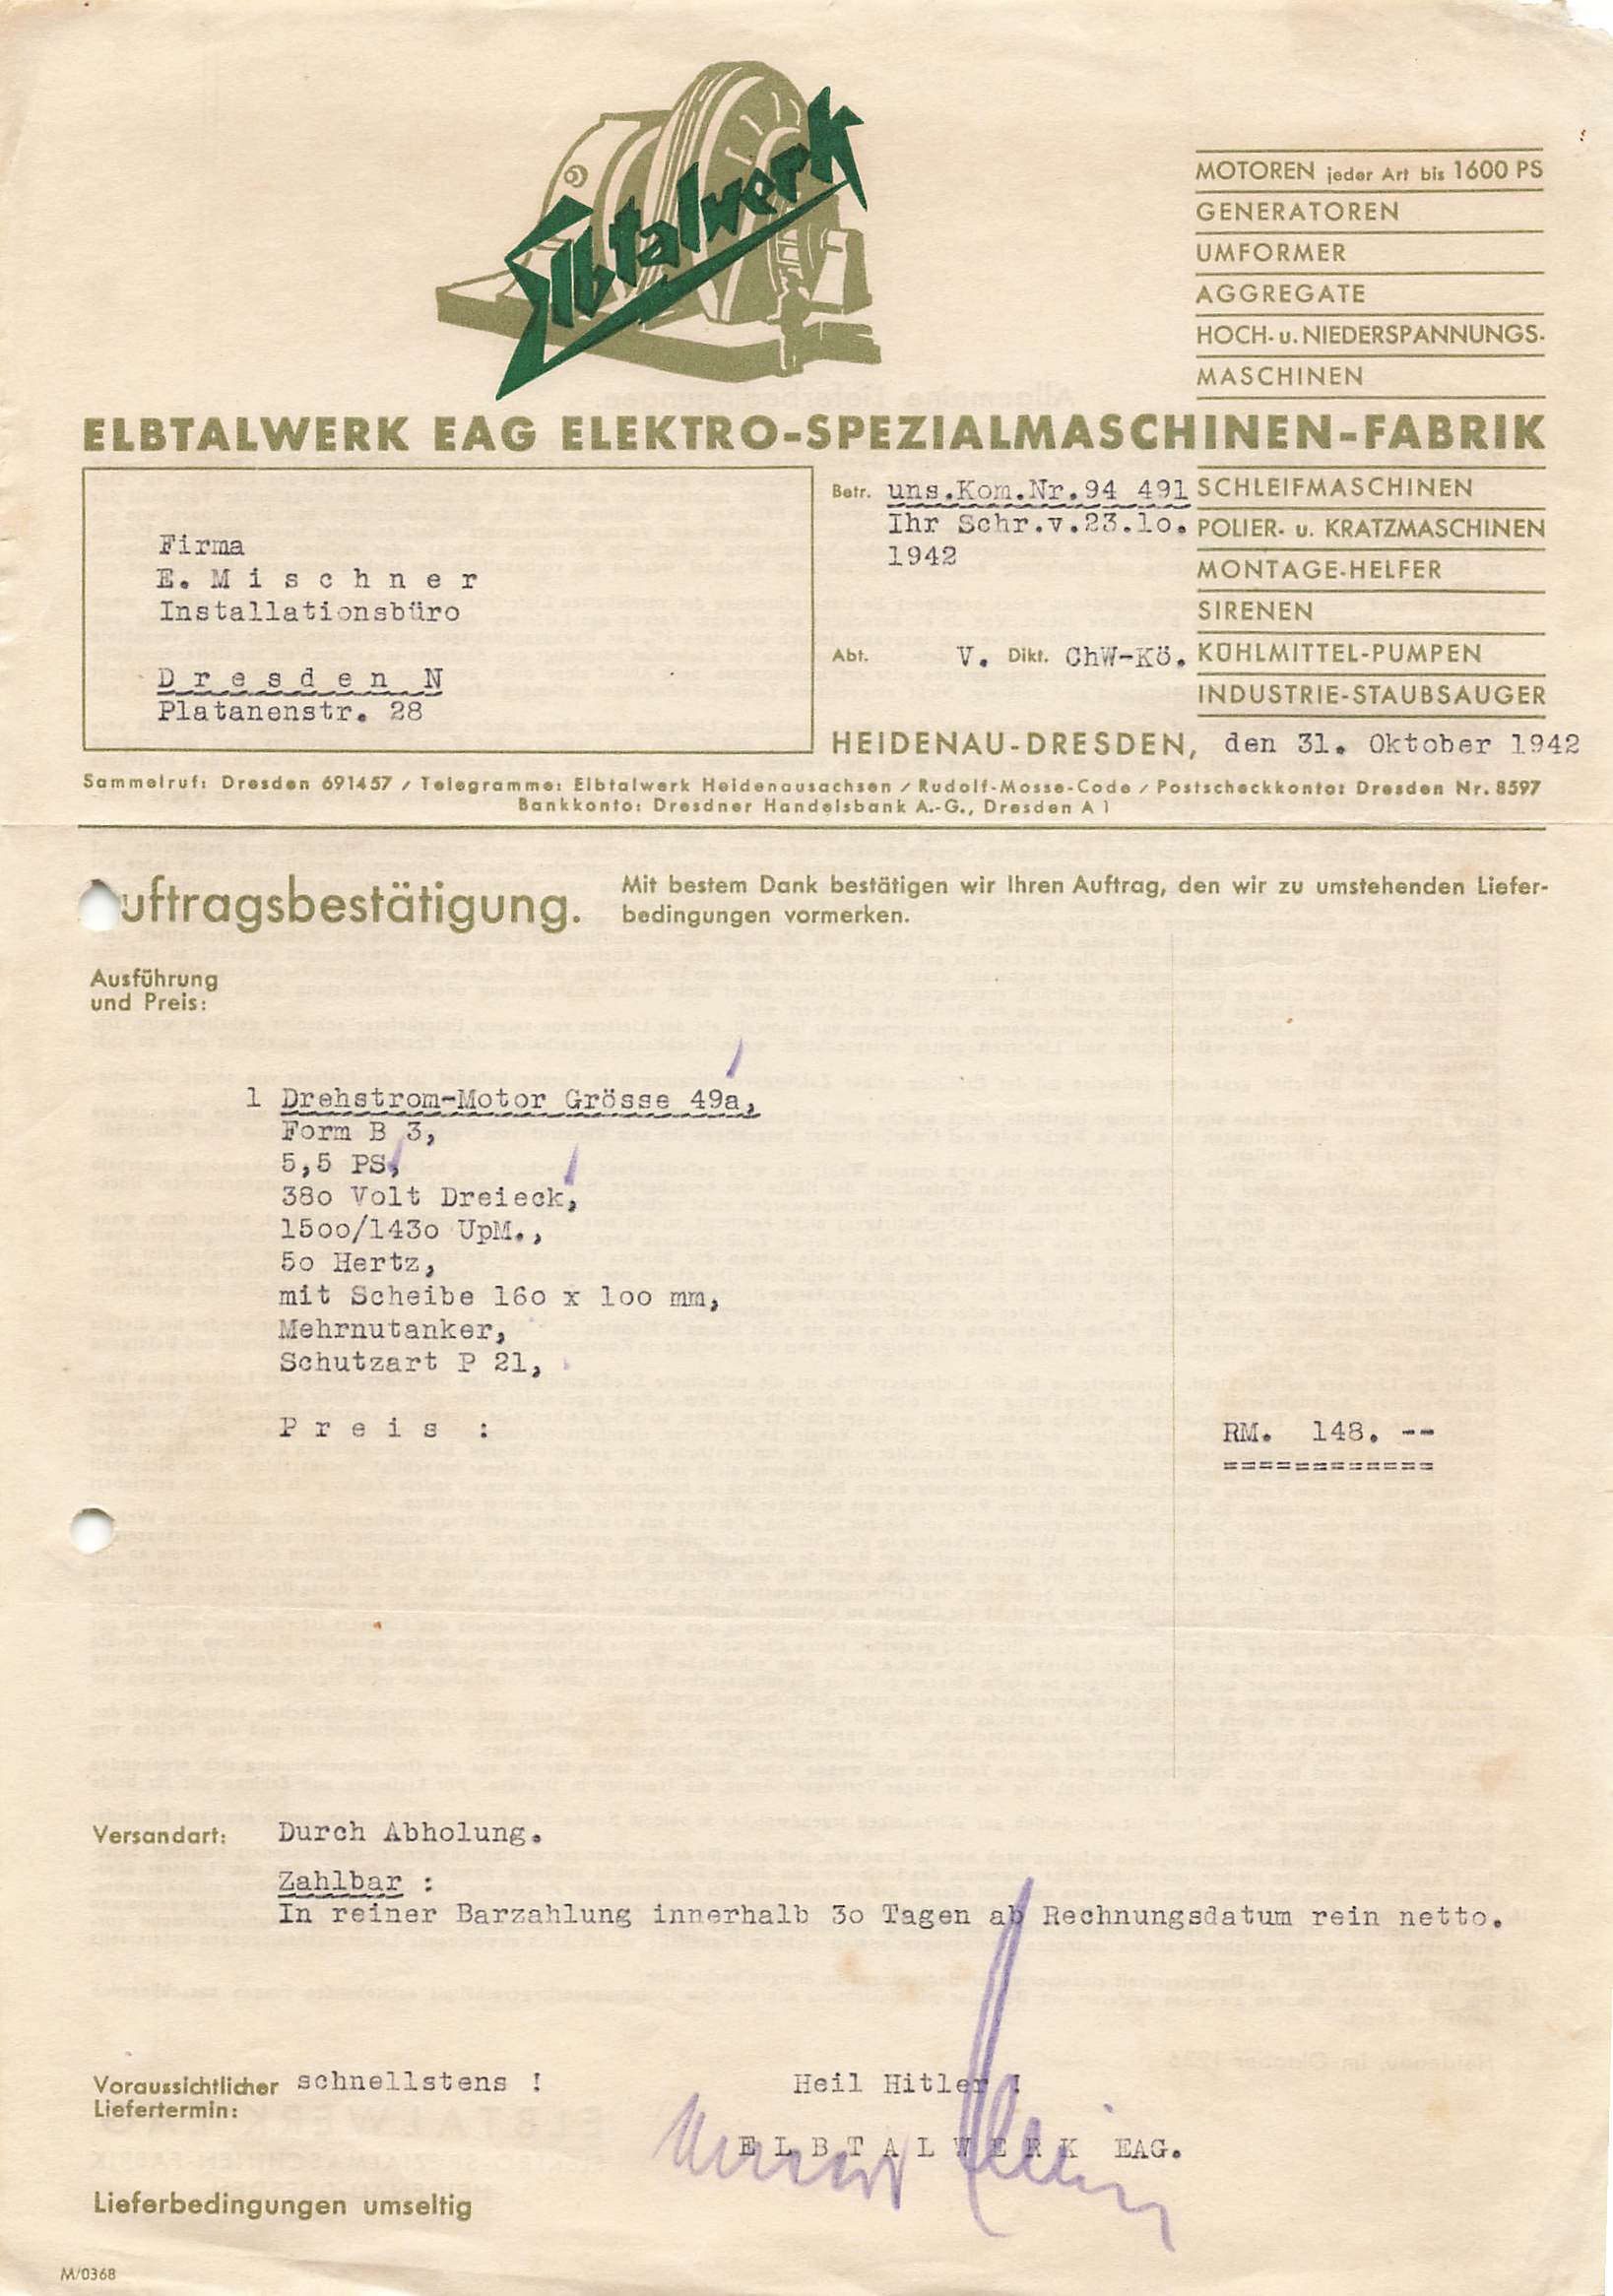 Elbtalwerk
MOTOREN jeder Art bis 1600 PS
GENERATOREN
UMFORMER
AGGREGATE
HOCH- u. NIEDERSPANNUNGS-
MASCHINEN
ELBTALWERK EAG ELEKTRO-SPEZIALMASCHINEN-FABRIK
Firma
E. M i s c h n e r
Installationsbüro
D r e s d e n N
Platanenstr. 28
Betr. uns.Kom.Nr.94 491
Ihr Schr.v.23.1o.
1942
Abt. V. Dikt. ChW-Kö.
SCHLEIFMASCHINEN
POLIER- u. KRATZMASCHINEN
MONTAGE-HELFER
SIRENEN
KÜHLMITTEL-PUMPEN
INDUSTRIE-STAUBSAUGER
HEIDENAU-DRESDEN, den 31. Oktober 1942
Sammelruf: Dresden 691457 / Telegramme: Elbtalwerk Heidenausachsen / Rudolf-Mosse-Code / Postscheckkonto: Dresden Nr. 8597
Bankkonto: Dresdner Handelsbank A.-G., Dresden A 1
uftragsbestätigung.
Mit bestem Dank bestätigen wir Ihren Auftrag, den wir zu umstehenden Liefer-
bedingungen vormerken.
Ausführung
und Preis:
1 Drehstrom-Motor Grösse 49a,
Form B 3,
5,5 PS,
38o Volt Dreieck,
15oo/143o UpM.,
5o Hertz,
mit Scheibe 16o x 1oo mm,
Mehrnutanker,
Schutzart P 21,
P r e i s : RM. 148. --
============
Versandart: Durch Abholung.
Zahlbar :
In reiner Barzahlung innerhalb 3o Tagen ab Rechnungsdatum rein netto.
Voraussichtlicher schnellstens !
Liefertermin:
Heil Hitler !
E L B T A L W E R K EAG.
Lieferbedingungen umseitig
M/0368